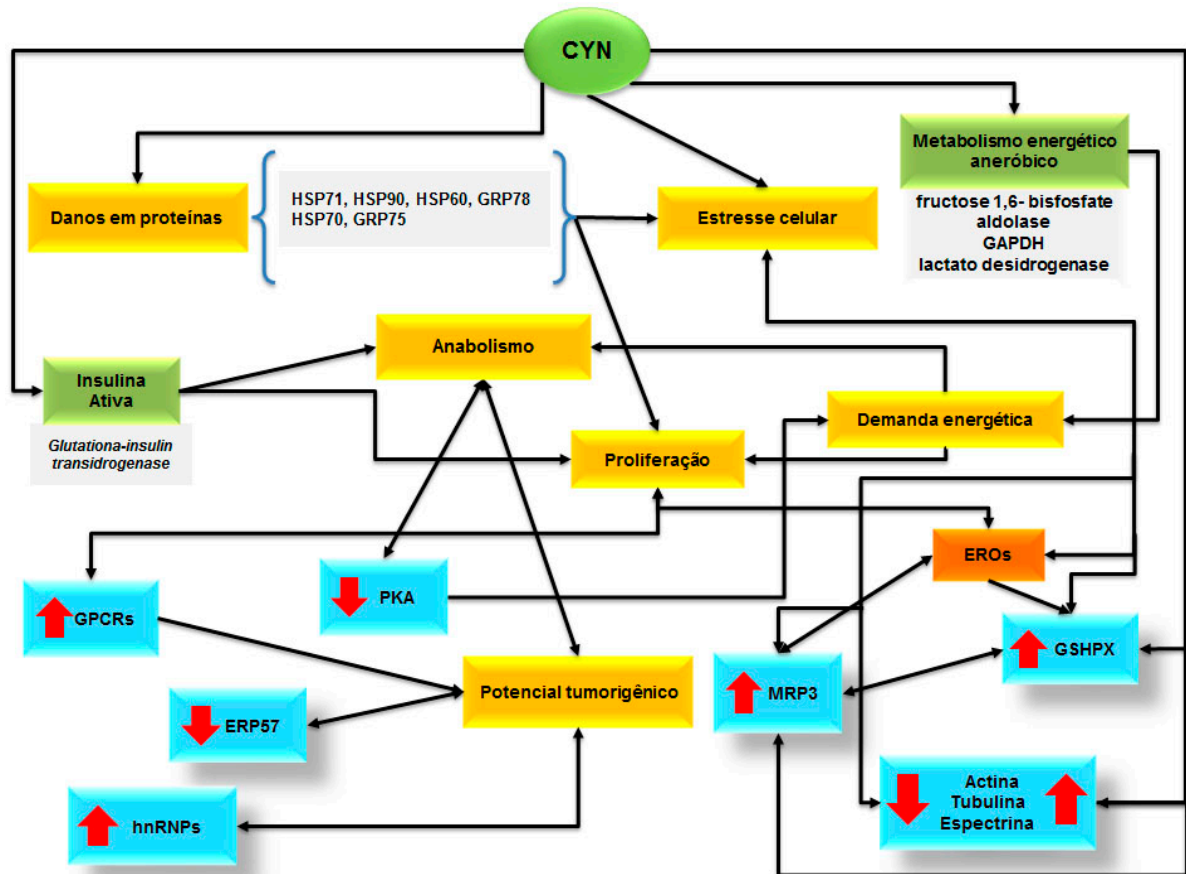 CYN
Metabolismo energético
aneróbico
fructose 1,6- bisfosfate
aldolase
GAPDH
lactato desidrogenase
Danos em proteínas
HSP71, HSP90, HSP60, GRP78
HSP70, GRP75
Estresse celular
Anabolismo
Insulina
Ativa
Glutationa-insulin
transidrogenase
Demanda energética
Proliferação
EROs
PKA
GPCRs
GSHPX
MRP3
Potencial tumorigênico
ERP57
Actina
Tubulina
Espectrina
hnRNPs